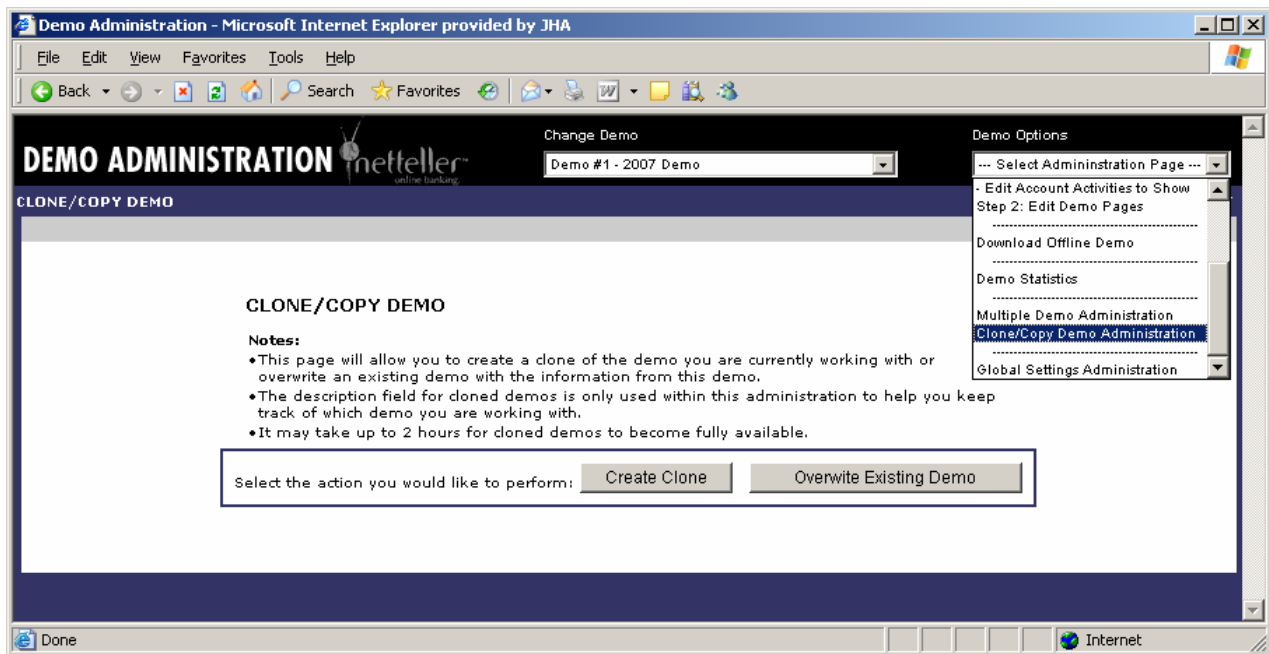 Demo Administration - Microsoft Internet Explorer provided by JHA
File Edit View Favorites Tools Help
Back Search Favorites
Change Demo
Demo Options
DEMO ADMINISTRATION netteller
online banking
Demo #1 - 2007 Demo
--- Select Admininstration Page ---
CLONE/COPY DEMO
- Edit Account Activities to Show
Step 2: Edit Demo Pages
Download Offline Demo
Demo Statistics
Multiple Demo Administration
Clone/Copy Demo Administration
Global Settings Administration
CLONE/COPY DEMO
Notes:
•This page will allow you to create a clone of the demo you are currently working with or
overwrite an existing demo with the information from this demo.
•The description field for cloned demos is only used within this administration to help you keep
track of which demo you are working with.
•It may take up to 2 hours for cloned demos to become fully available.
Select the action you would like to perform: Create Clone Overwite Existing Demo
Done Internet